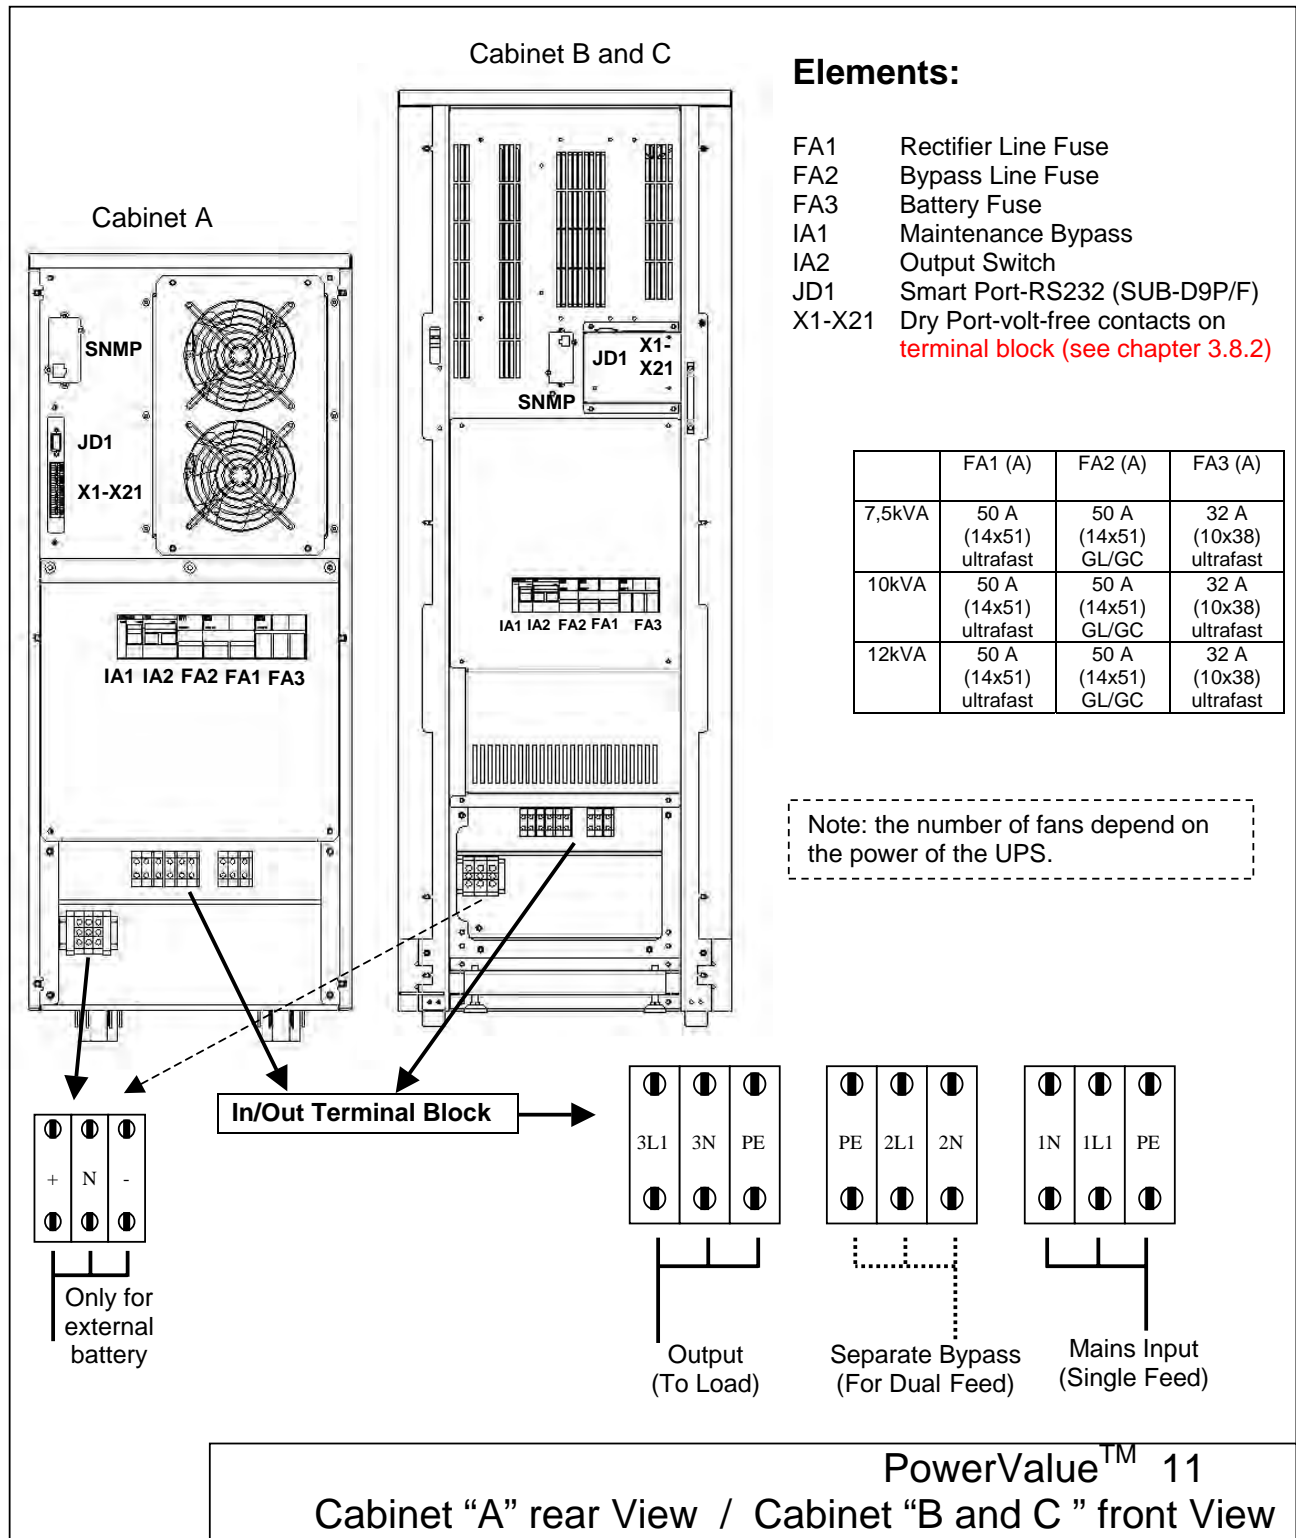 Cabinet B and C
Elements:
FA1 Rectifier Line Fuse
FA2 Bypass Line Fuse
FA3 Battery Fuse
IA1 Maintenance Bypass
IA2 Output Switch
JD1 Smart Port-RS232 (SUB-D9P/F)
X1-X21 Dry Port-volt-free contacts on
terminal block (see chapter 3.8.2)
Cabinet A
SNMP
JD1
X1-X21
IA1 IA2 FA2 FA1 FA3
JD1
X1-
X21
SNMP
IA1 IA2 FA2 FA1 FA3
FA1 (A) FA2 (A) FA3 (A)
7,5kVA 50 A 50 A 32 A
(14x51) (14x51) (10x38)
ultrafast GL/GC ultrafast
10kVA 50 A 50 A 32 A
(14x51) (14x51) (10x38)
ultrafast GL/GC ultrafast
12kVA 50 A 50 A 32 A
(14x51) (14x51) (10x38)
ultrafast GL/GC ultrafast
Note: the number of fans depend on
the power of the UPS.
In/Out Terminal Block
+ N -
Only for
external
battery
3L1 3N PE
PE 2L1 2N
1N 1L1 PE
Output
(To Load)
Separate Bypass
(For Dual Feed)
Mains Input
(Single Feed)
PowerValue™ 11
Cabinet “A” rear View / Cabinet “B and C ” front View